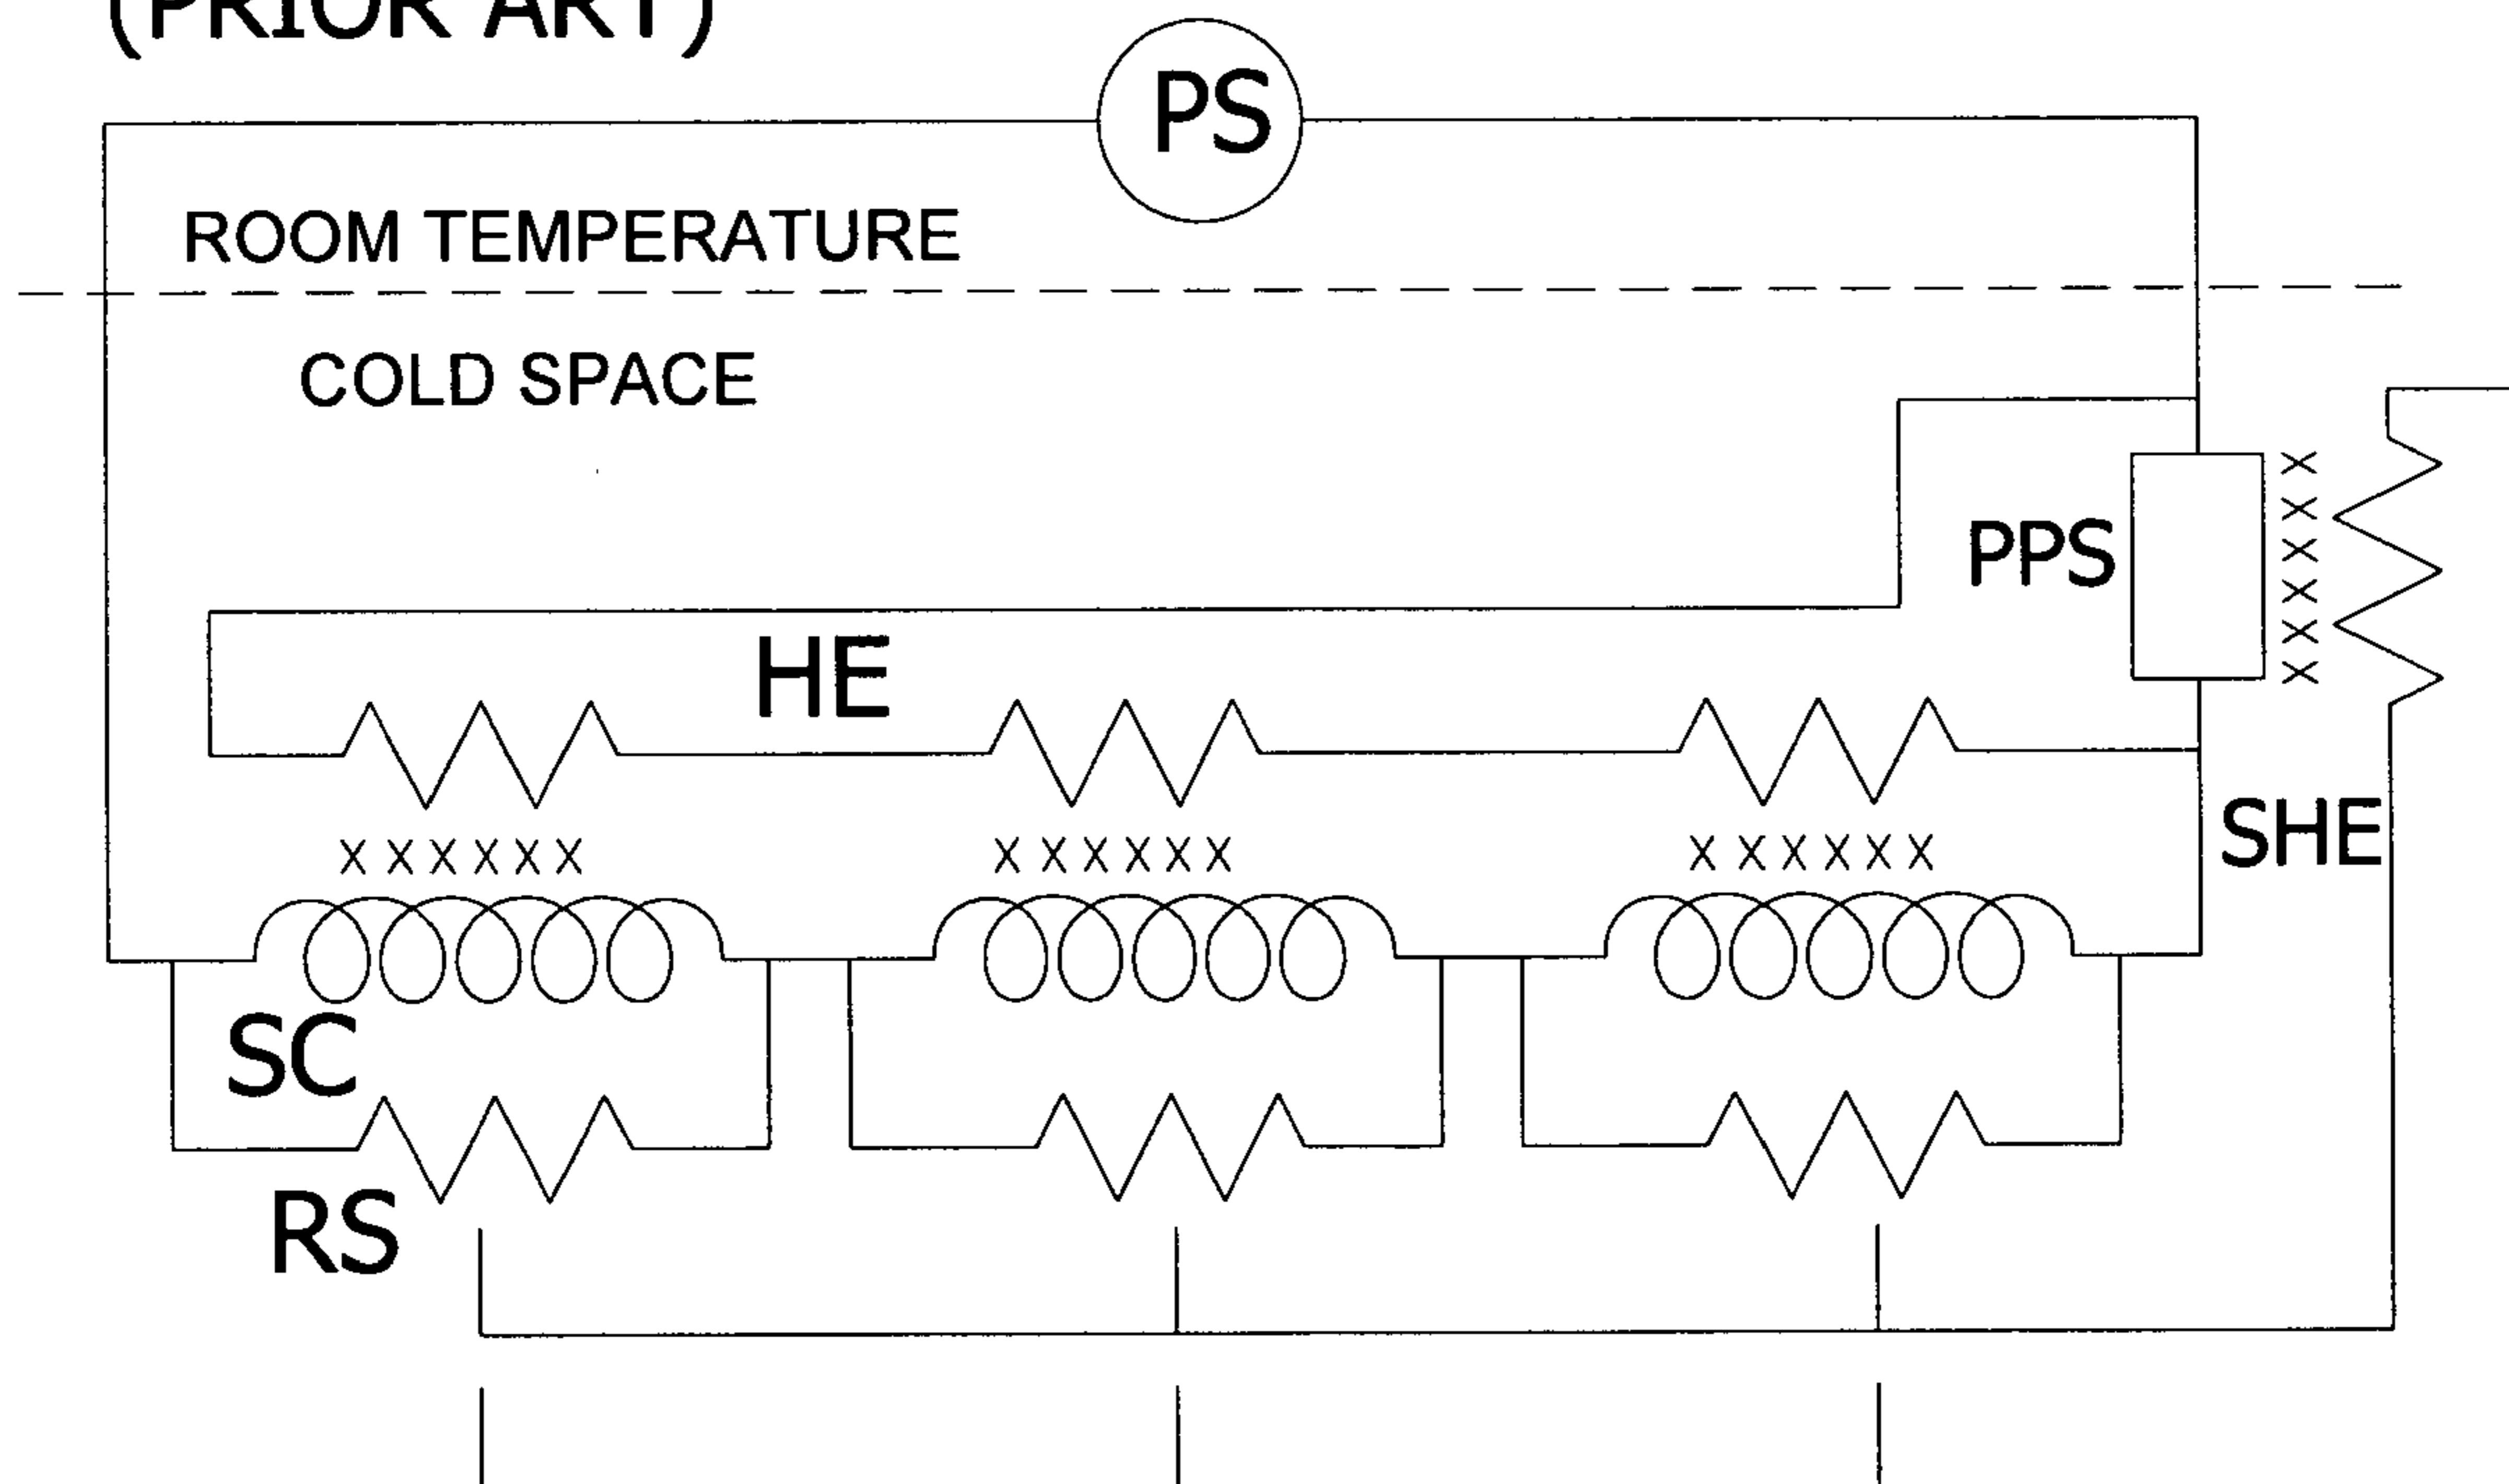 (PRIOR ART)
PS
ROOM TEMPERATURE
COLD SPACE
PPS
HE
X X X X X X
SHE
X X X X X X
X X X X X X
X X X X X X
SC
RS